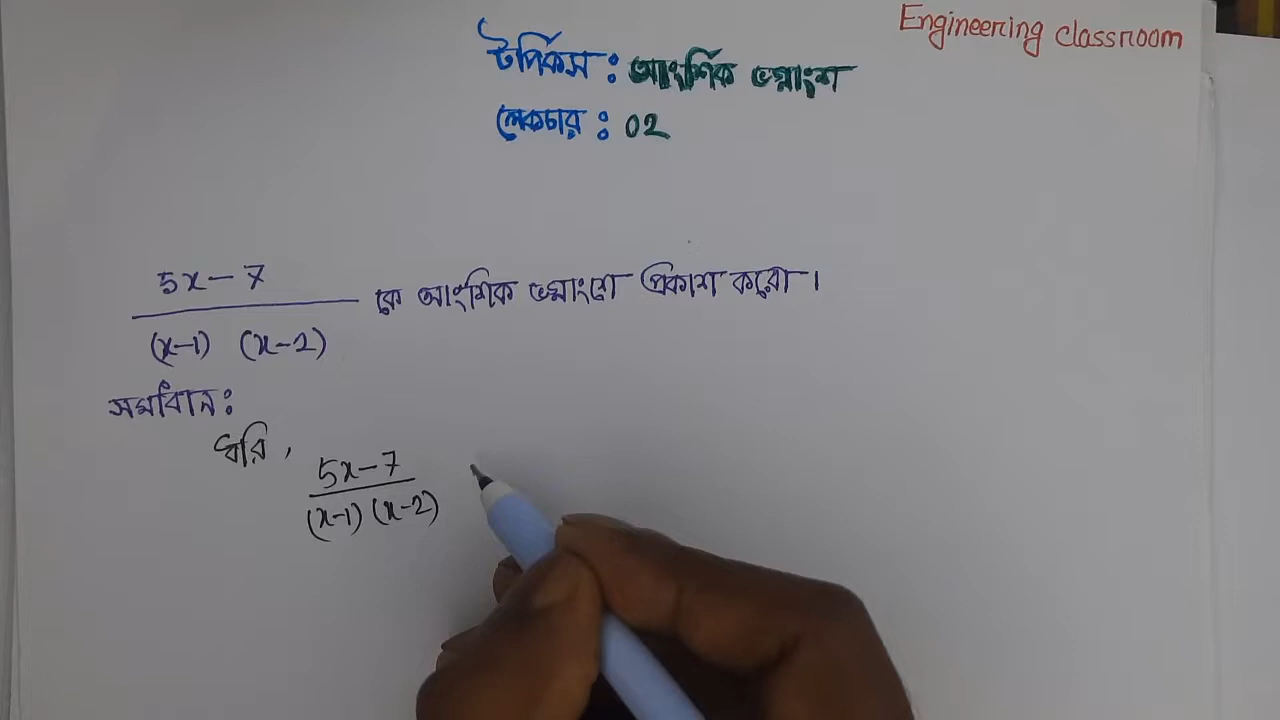 Engineering classroom
টপিকস : আংশিক ভগ্নাংশ
লেকচার : 02
5x - 7
(x-1) (x-2)
কে আংশিক ভগ্নাংশে প্রকাশ করো।
সমাধান :
ধরি,
5x - 7
(x-1) (x-2)